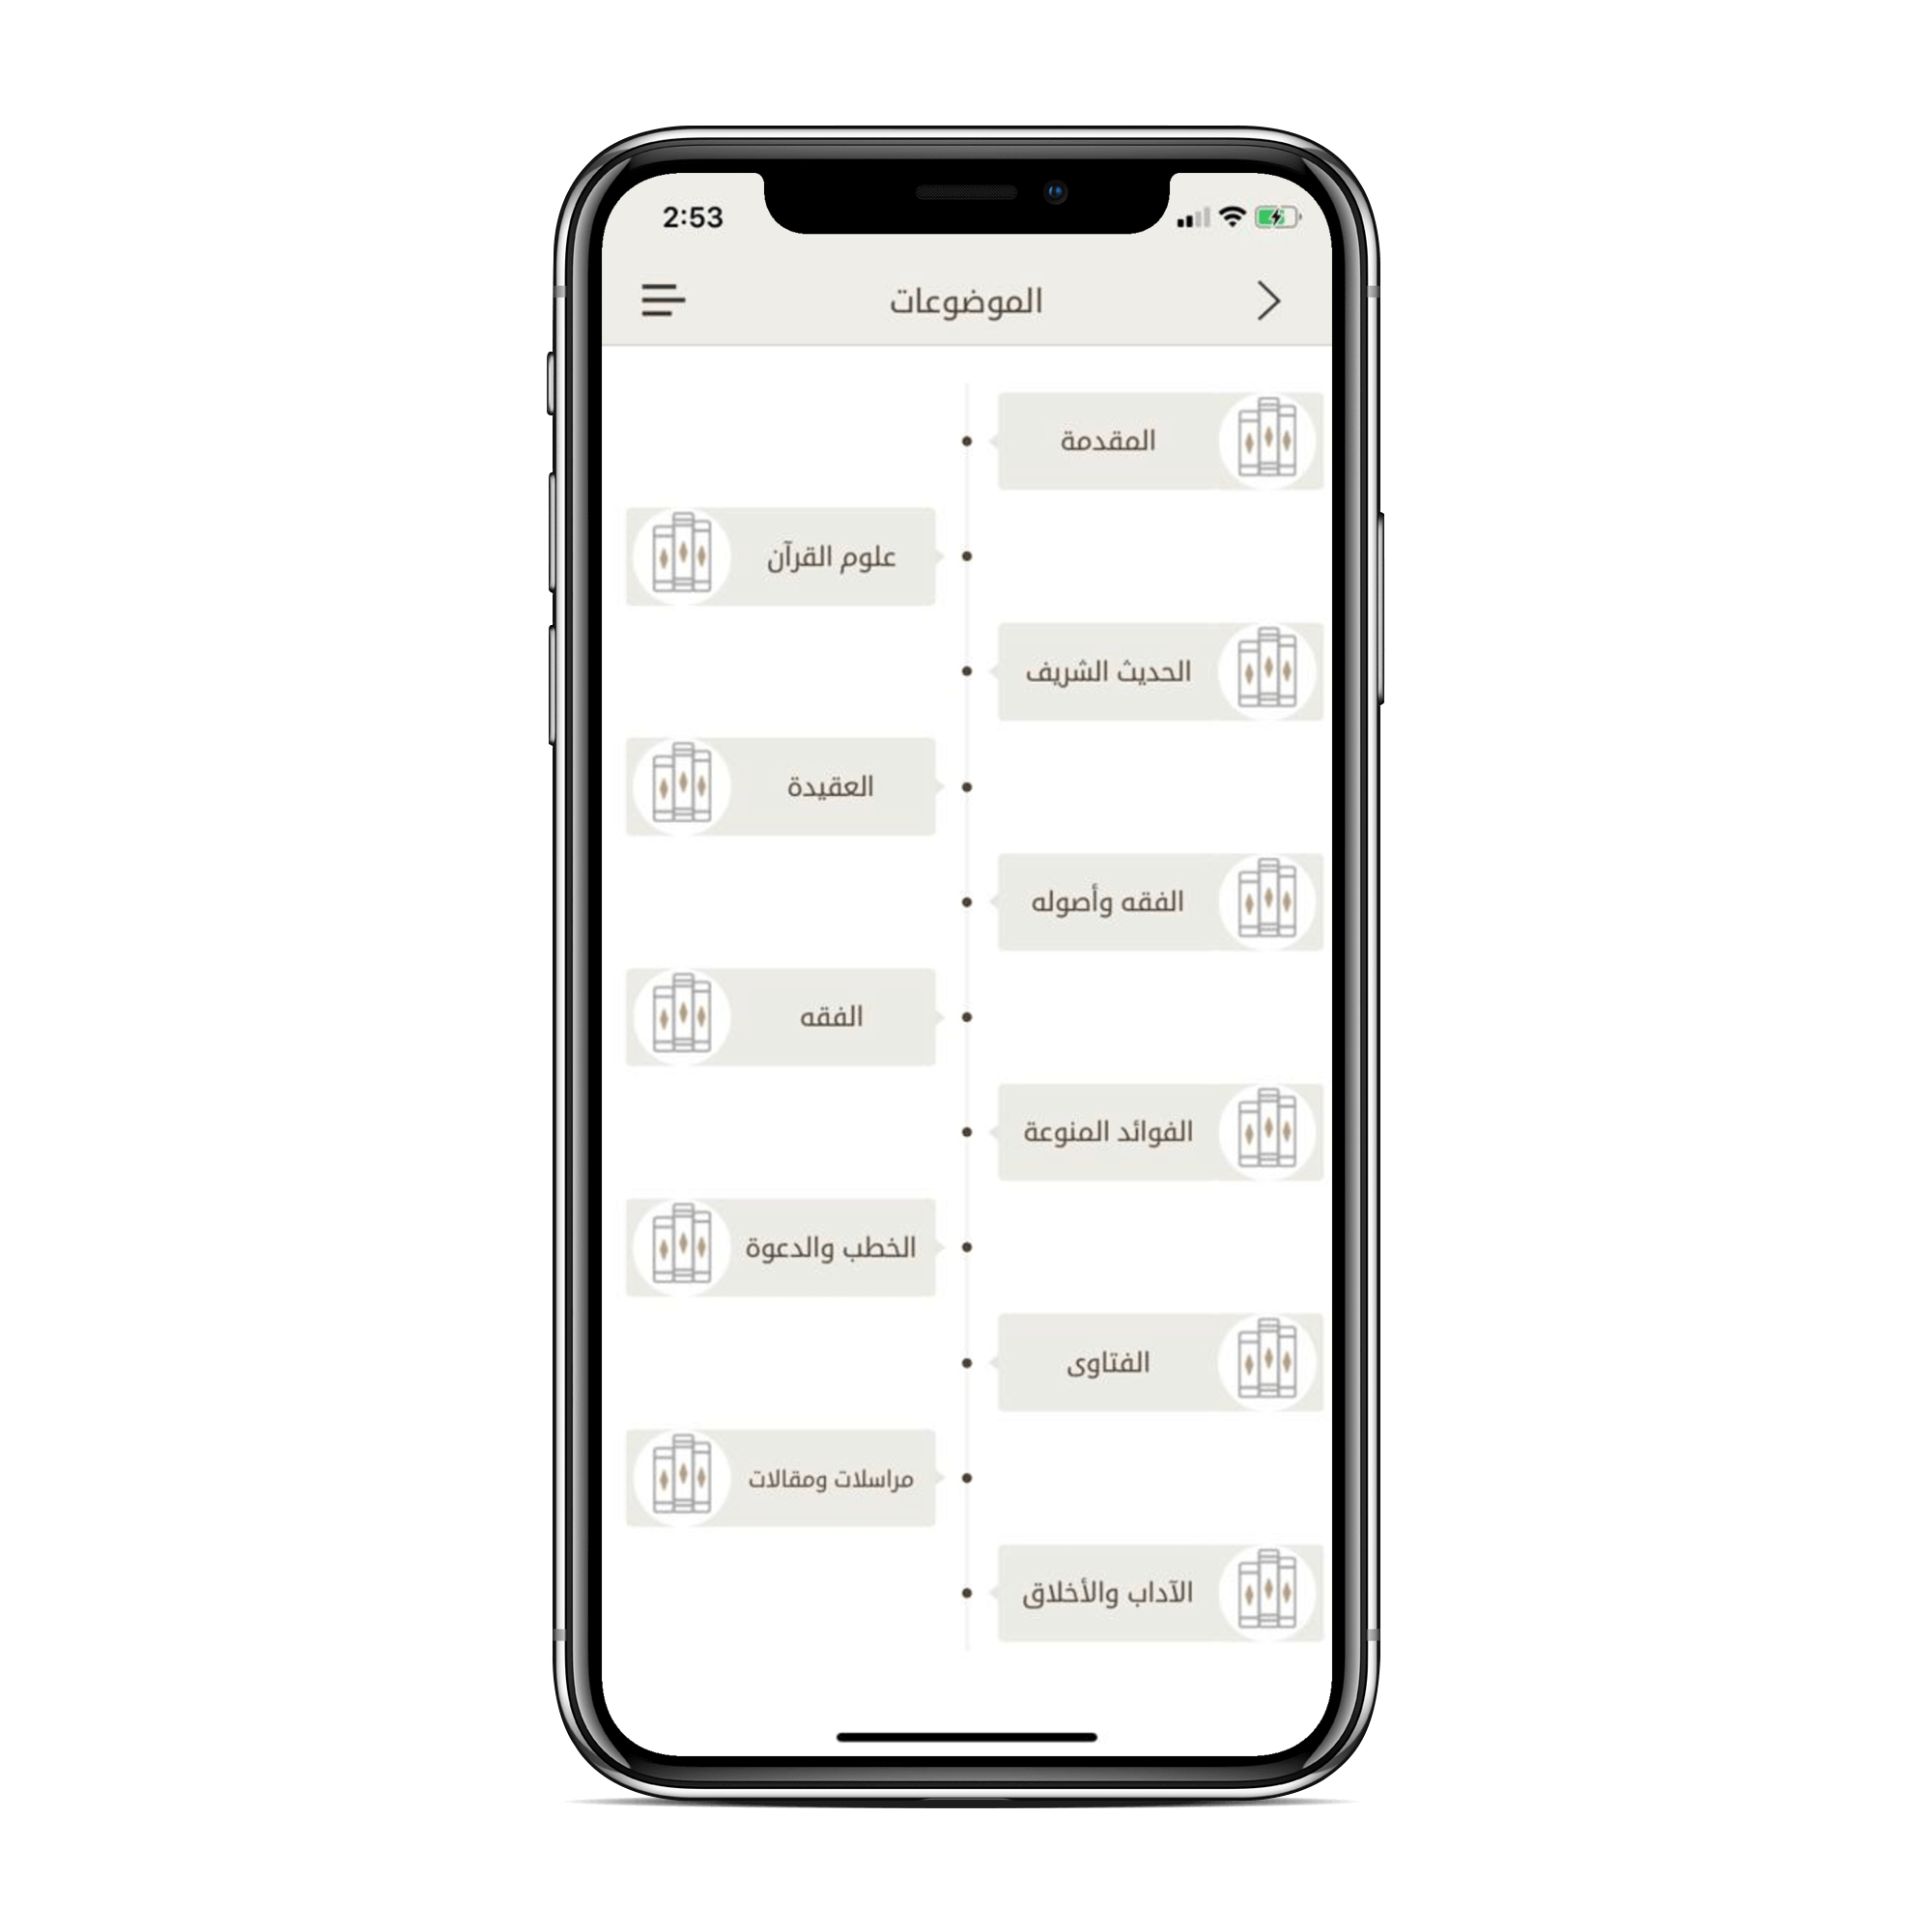 2:53
الموضوعات
المقدمة
علوم القرآن
الحديث الشريف
العقيدة
الفقه وأصوله
الفقه
الفوائد المنوعة
الخطب والدعوة
الفتاوى
مراسلات ومقالات
الآداب والأخلاق